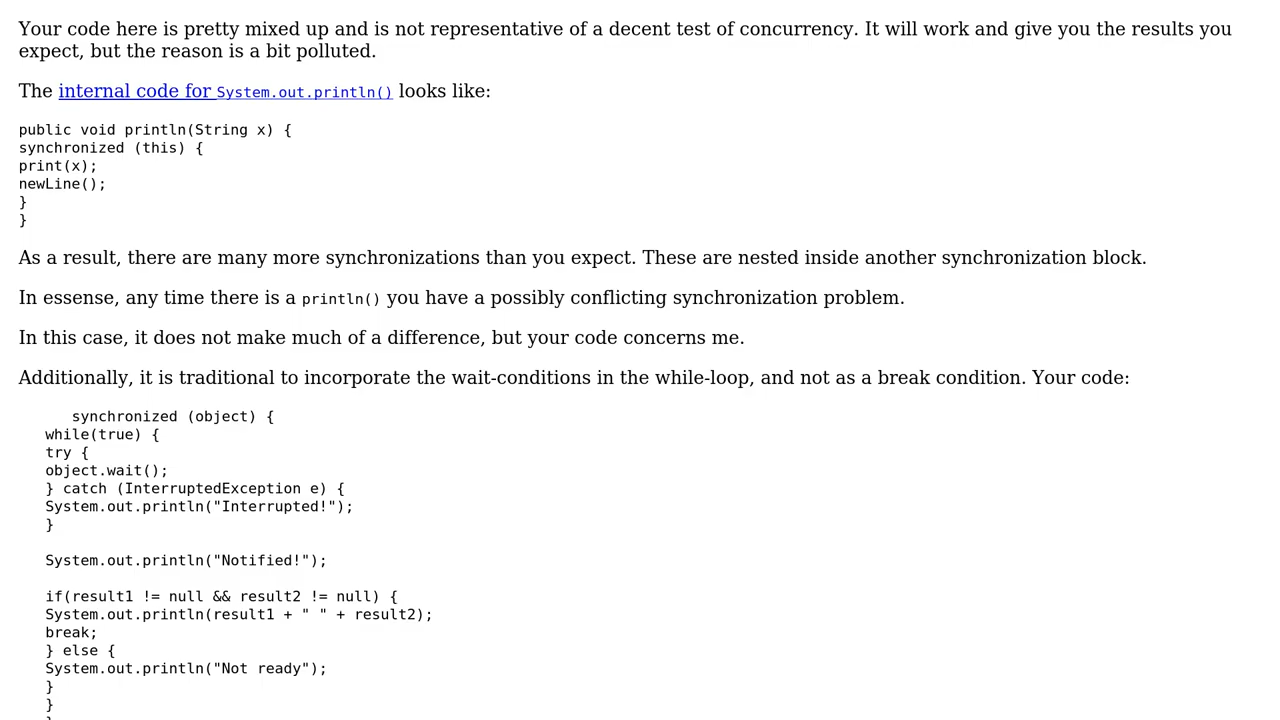 Your code here is pretty mixed up and is not representative of a decent test of concurrency. It will work and give you the results you
expect, but the reason is a bit polluted.
The internal code for System.out.println() looks like:
public void println(String x) {
synchronized (this) {
print(x);
newLine();
}
}
As a result, there are many more synchronizations than you expect. These are nested inside another synchronization block.
In essense, any time there is a println() you have a possibly conflicting synchronization problem.
In this case, it does not make much of a difference, but your code concerns me.
Additionally, it is traditional to incorporate the wait-conditions in the while-loop, and not as a break condition. Your code:
synchronized (object) {
while(true) {
try {
object.wait();
} catch (InterruptedException e) {
System.out.println("Interrupted!");
}
System.out.println("Notified!");
if(result1 != null && result2 != null) {
System.out.println(result1 + " " + result2);
break;
} else {
System.out.println("Not ready");
}
}